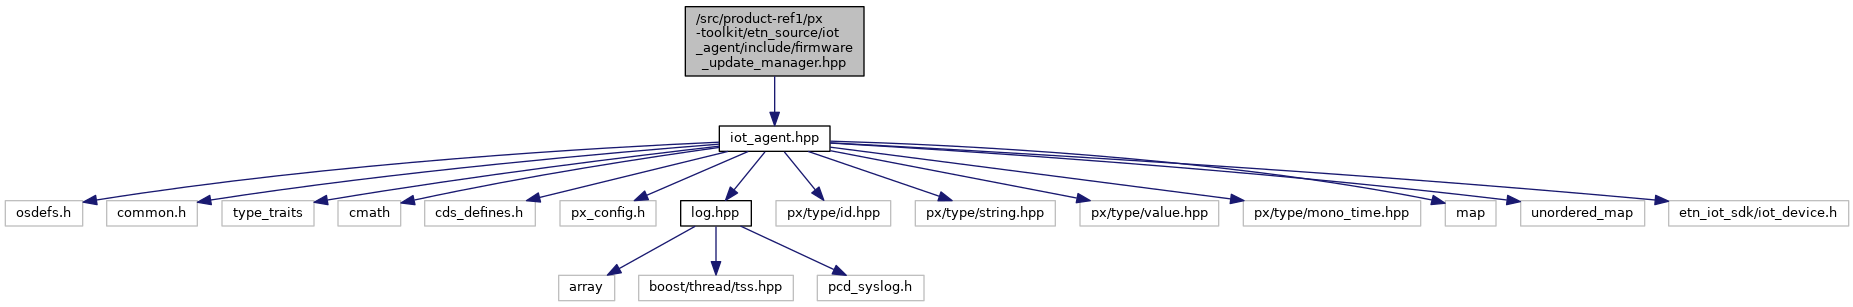 /src/product-ref1/px
-toolkit/etn_source/iot
_agent/include/firmware
_update_manager.hpp
iot_agent.hpp
osdefs.h
common.h
type_traits
cmath
cds_defines.h
px_config.h
log.hpp
px/type/id.hpp
px/type/string.hpp
px/type/value.hpp
px/type/mono_time.hpp
map
unordered_map
etn_iot_sdk/iot_device.h
array
boost/thread/tss.hpp
pcd_syslog.h